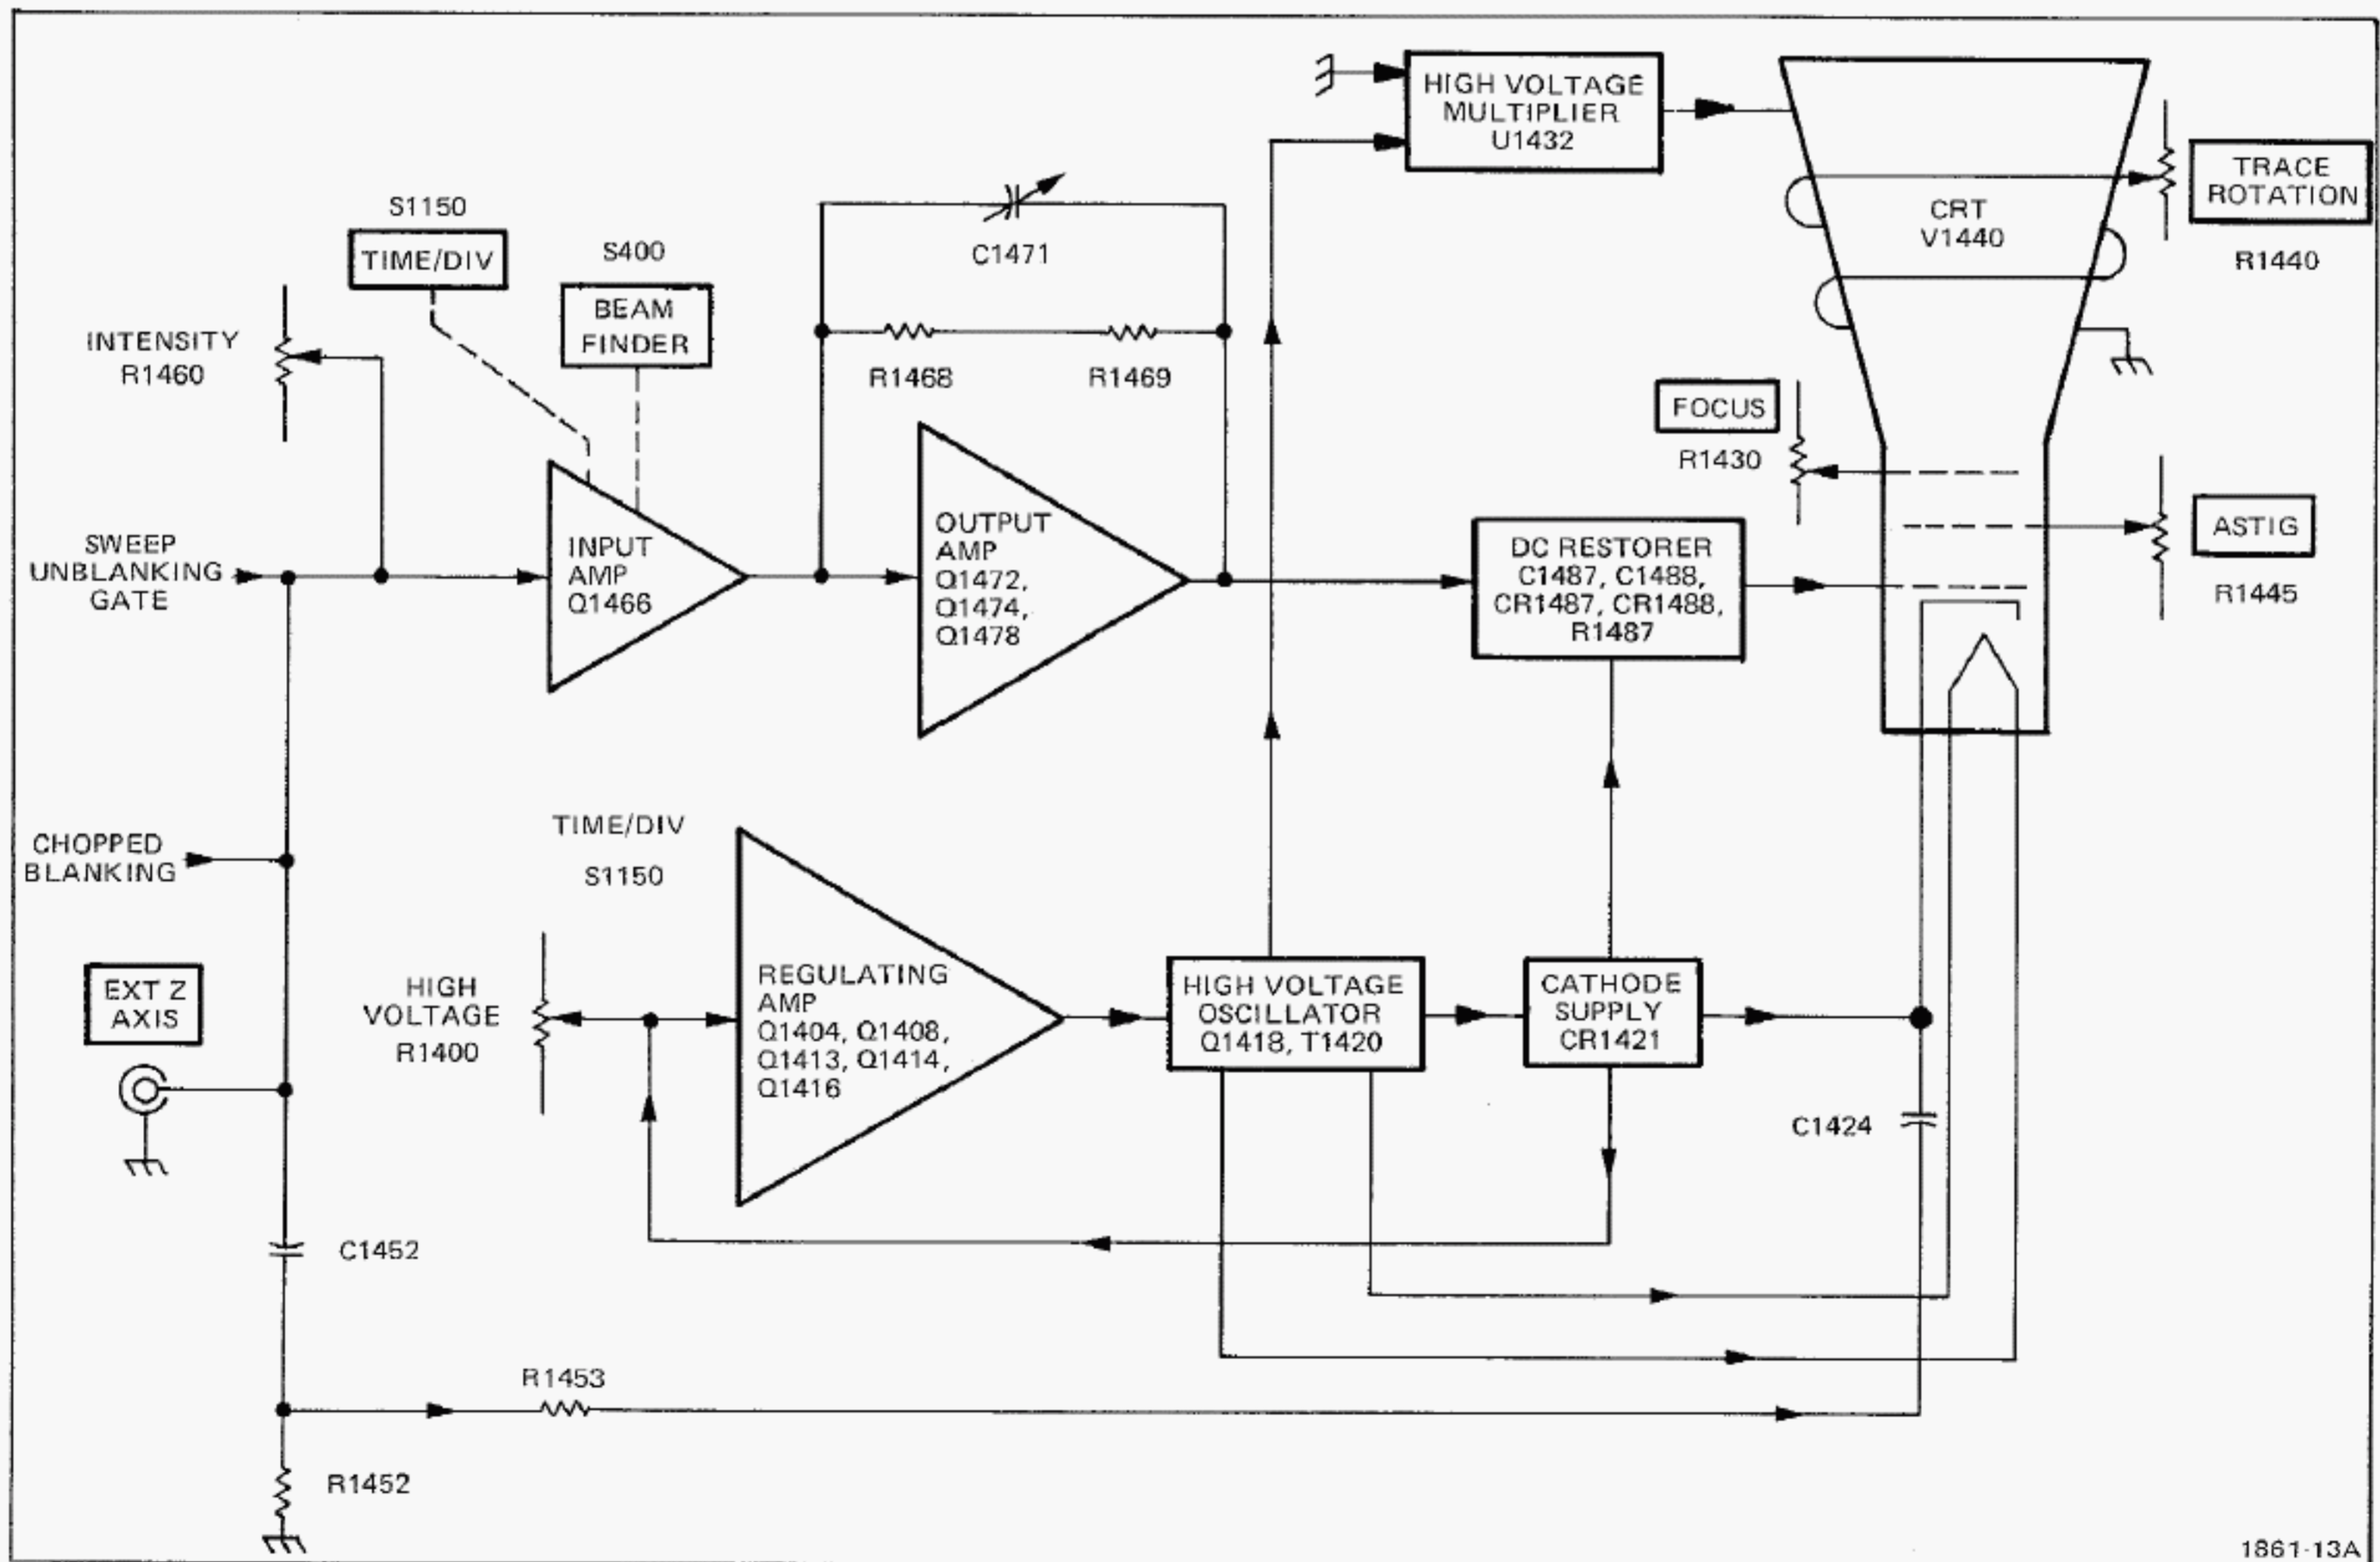 HIGH VOLTAGE
MULTIPLIER
U1432
TRACE
ROTATION
R1440
CRT
V1440
S1150
TIME/DIV
S400
BEAM
FINDER
C1471
INTENSITY
R1460
R1468
R1469
FOCUS
R1430
SWEEP
UNBLANKING
GATE
INPUT
AMP
Q1466
OUTPUT
AMP
Q1472,
Q1474,
Q1478
DC RESTORER
C1487, C1488,
CR1487, CR1488,
R1487
ASTIG
R1445
CHOPPED
BLANKING
TIME/DIV
S1150
EXT Z
AXIS
HIGH
VOLTAGE
R1400
REGULATING
AMP
Q1404, Q1408,
Q1413, Q1414,
Q1416
HIGH VOLTAGE
OSCILLATOR
Q1418, T1420
CATHODE
SUPPLY
CR1421
C1424
C1452
R1453
R1452
1861-13A